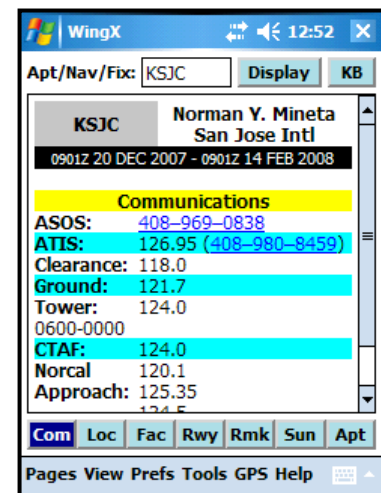 WingX 12:52
Apt/Nav/Fix: KSJC Display KB
KSJC
Norman Y. Mineta
San Jose Intl
0901Z 20 DEC 2007 - 0901Z 14 FEB 2008
Communications
ASOS: 408–969–0838
ATIS: 126.95 (408–980–8459)
Clearance: 118.0
Ground: 121.7
Tower: 124.0
0600-0000
CTAF: 124.0
Norcal 120.1
Approach: 125.35
134.5
Com Loc Fac Rwy Rmk Sun Apt
Pages View Prefs Tools GPS Help